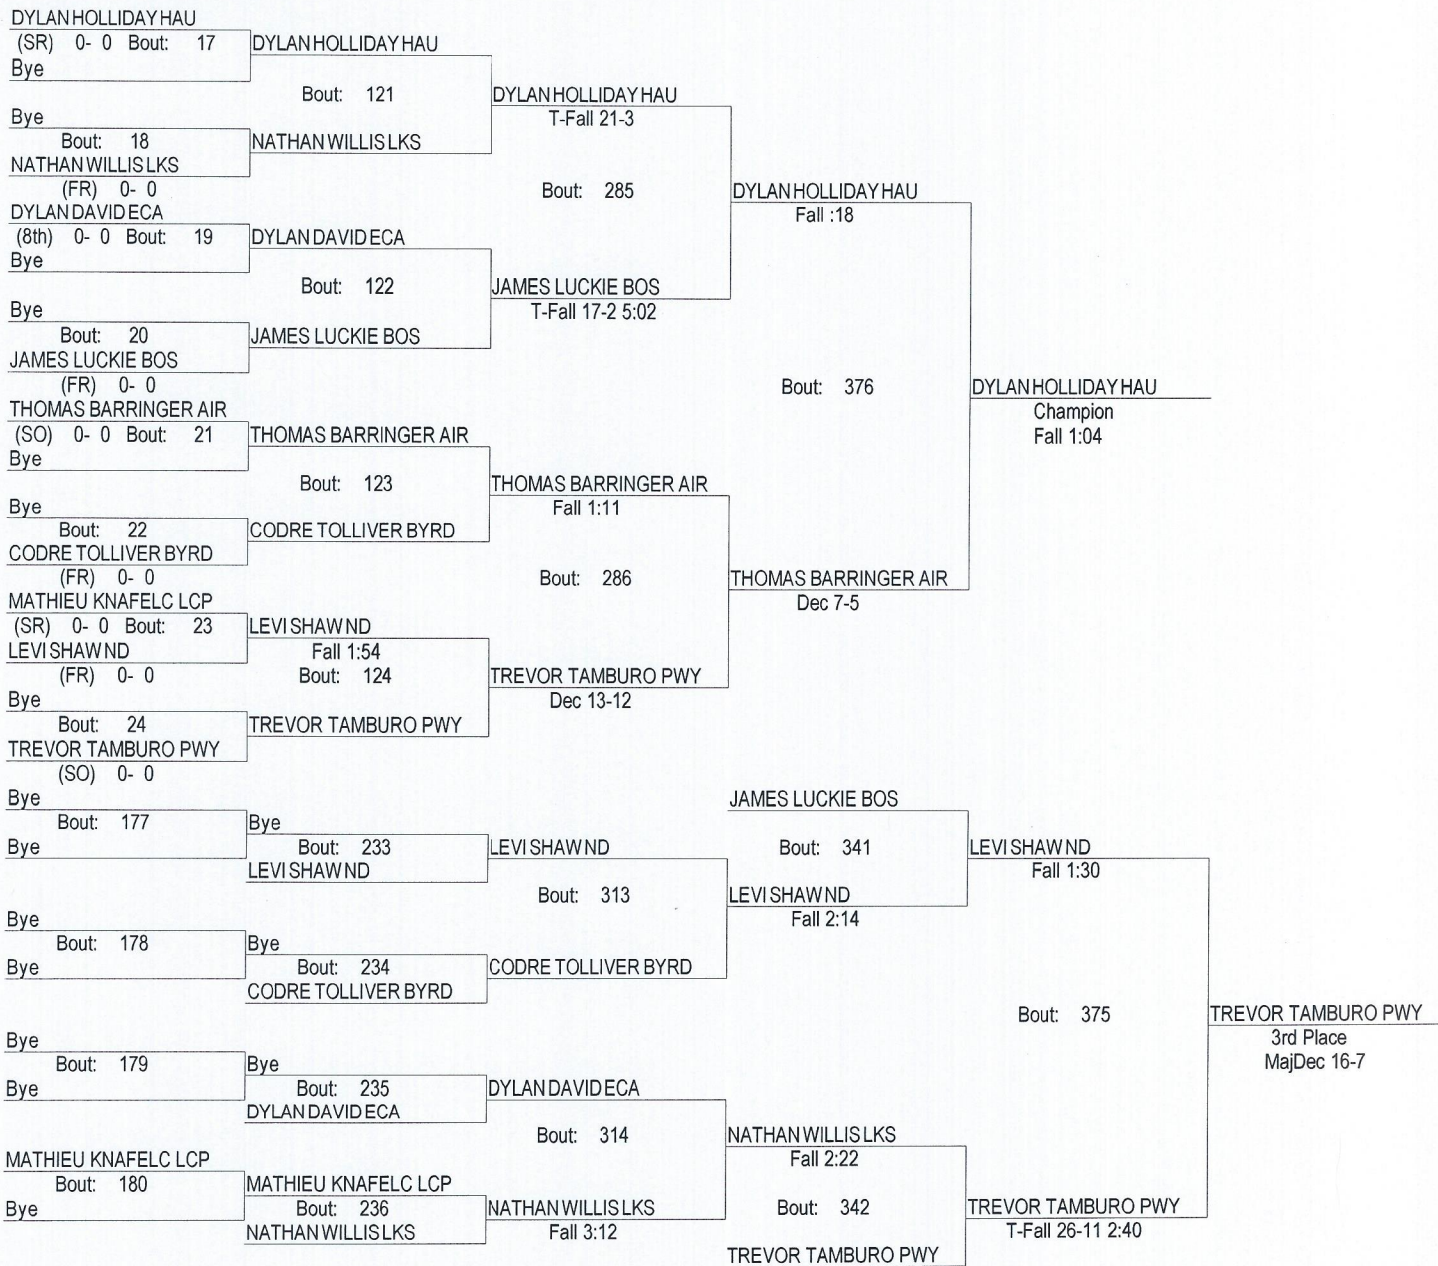 DYLAN HOLLIDAY HAU
(SR) 0- 0 Bout: 17
Bye
DYLAN HOLLIDAY HAU
Bout: 121
Bye
Bout: 18
NATHAN WILLIS LKS
(FR) 0- 0
NATHAN WILLIS LKS
DYLAN HOLLIDAY HAU
T-Fall 21-3
Bout: 285
DYLAN DAVID ECA
(8th) 0- 0 Bout: 19
Bye
DYLAN DAVID ECA
Bout: 122
Bye
Bout: 20
JAMES LUCKIE BOS
(FR) 0- 0
JAMES LUCKIE BOS
JAMES LUCKIE BOS
T-Fall 17-2 5:02
DYLAN HOLLIDAY HAU
Fall :18
Bout: 376
THOMAS BARRINGER AIR
(SO) 0- 0 Bout: 21
Bye
THOMAS BARRINGER AIR
Bout: 123
Bye
Bout: 22
CODRE TOLLIVER BYRD
(FR) 0- 0
CODRE TOLLIVER BYRD
THOMAS BARRINGER AIR
Fall 1:11
Bout: 286
MATHIEU KNAFELC LCP
(SR) 0- 0 Bout: 23
LEVI SHAW ND
(FR) 0- 0
LEVI SHAW ND
Fall 1:54
Bout: 124
Bye
Bout: 24
TREVOR TAMBURO PWY
(SO) 0- 0
TREVOR TAMBURO PWY
TREVOR TAMBURO PWY
Dec 13-12
THOMAS BARRINGER AIR
Dec 7-5
DYLAN HOLLIDAY HAU
Champion
Fall 1:04
Bye
Bout: 177
Bye
Bye
Bout: 233
LEVI SHAW ND
LEVI SHAW ND
Bout: 313
Bye
Bout: 178
Bye
Bye
Bout: 234
CODRE TOLLIVER BYRD
CODRE TOLLIVER BYRD
JAMES LUCKIE BOS
Bout: 341
LEVI SHAW ND
Fall 2:14
LEVI SHAW ND
Fall 1:30
Bout: 375
Bye
Bout: 179
Bye
Bye
Bout: 235
DYLAN DAVID ECA
DYLAN DAVID ECA
Bout: 314
MATHIEU KNAFELC LCP
Bout: 180
Bye
MATHIEU KNAFELC LCP
Bout: 236
NATHAN WILLIS LKS
NATHAN WILLIS LKS
Fall 3:12
NATHAN WILLIS LKS
Fall 2:22
Bout: 342
TREVOR TAMBURO PWY
TREVOR TAMBURO PWY
T-Fall 26-11 2:40
TREVOR TAMBURO PWY
3rd Place
MajDec 16-7